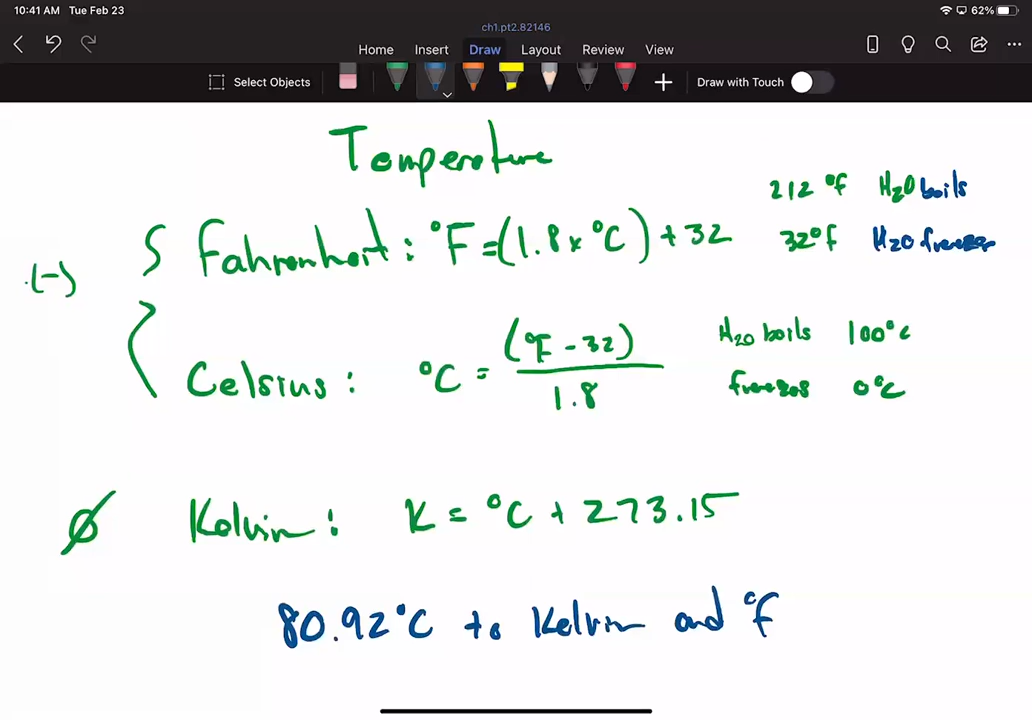 10:41 AM Tue Feb 23 62%
ch1.pt2.82146
Home Insert Draw Layout Review View
Select Objects Draw with Touch
Temperature
212 °F H2O boils
(-) Fahrenheit: °F = (1.8 x °C) + 32 32°F H2O freezes
Celsius: °C = (°F - 32) / 1.8 H2O boils 100°C
freezes 0°C
Ø Kelvin: K = °C + 273.15
80.92°C to Kelvin and °F